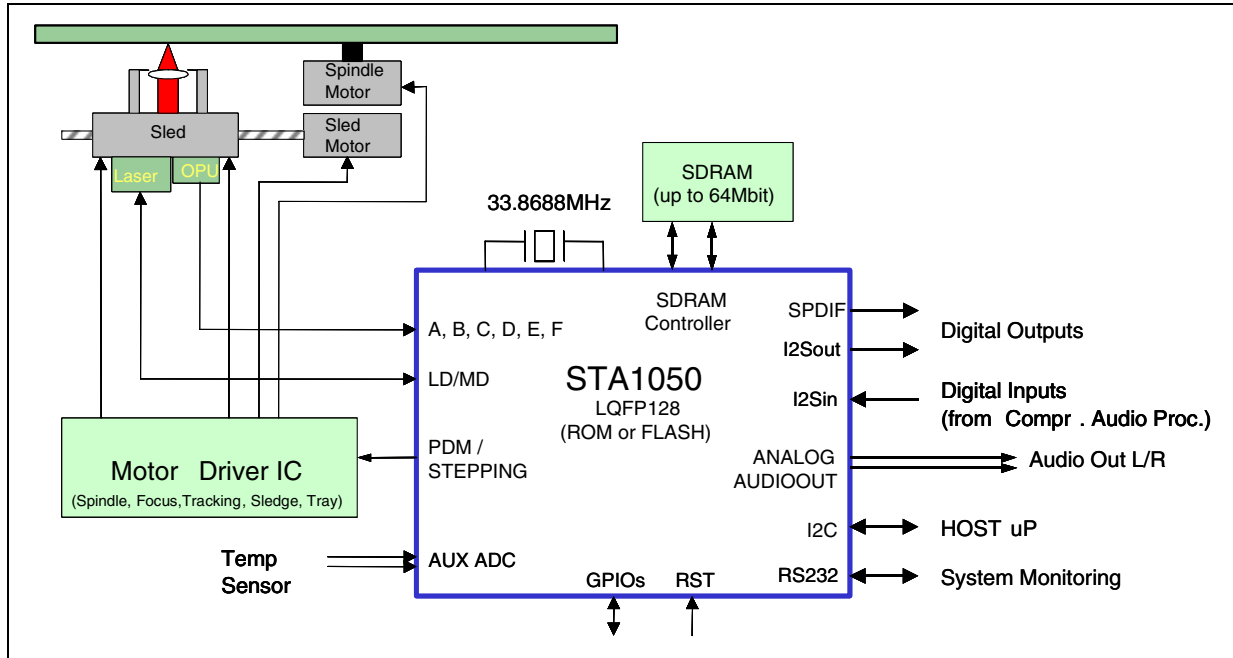 Spindle
Motor
Sled
Sled
Motor
Laser
OPU
SDRAM
(up to 64Mbit)
33.8688MHz
SDRAM
Controller
A, B, C, D, E, F
SPDIF
Digital Outputs
I2Sout
LD/MD
STA1050
LQFP128
(ROM or FLASH)
I2Sin
Digital Inputs
(from Compr . Audio Proc.)
Motor Driver IC
(Spindle, Focus,Tracking, Sledge, Tray)
PDM /
STEPPING
ANALOG
AUDIOOUT
Audio Out L/R
I2C
HOST uP
Temp
Sensor
AUX ADC
GPIOs
RST
RS232
System Monitoring